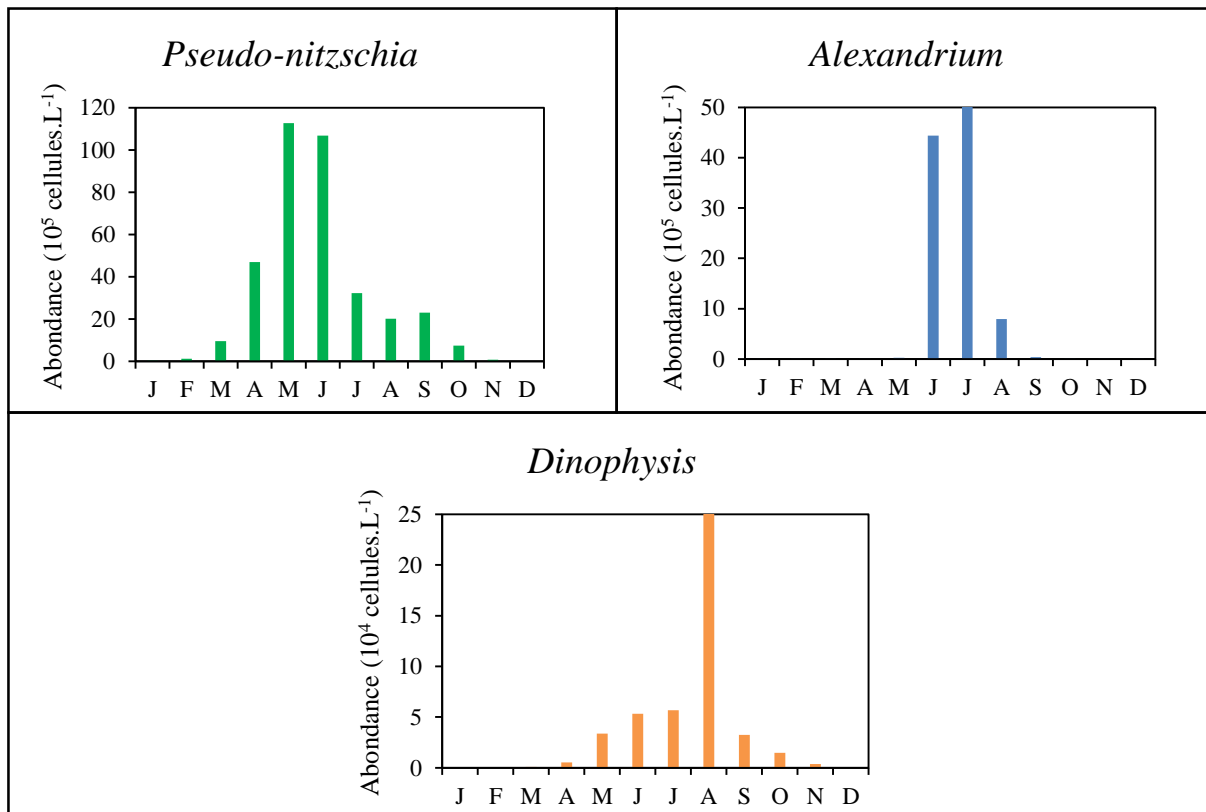 Pseudo-nitzschia
Abondance (10⁵ cellules.L⁻¹)
120
100
80
60
40
20
0
J F M A M J J A S O N D
Alexandrium
Abondance (10⁵ cellules.L⁻¹)
50
40
30
20
10
0
J F M A M J J A S O N D
Dinophysis
Abondance (10⁴ cellules.L⁻¹)
25
20
15
10
5
0
J F M A M J J A S O N D